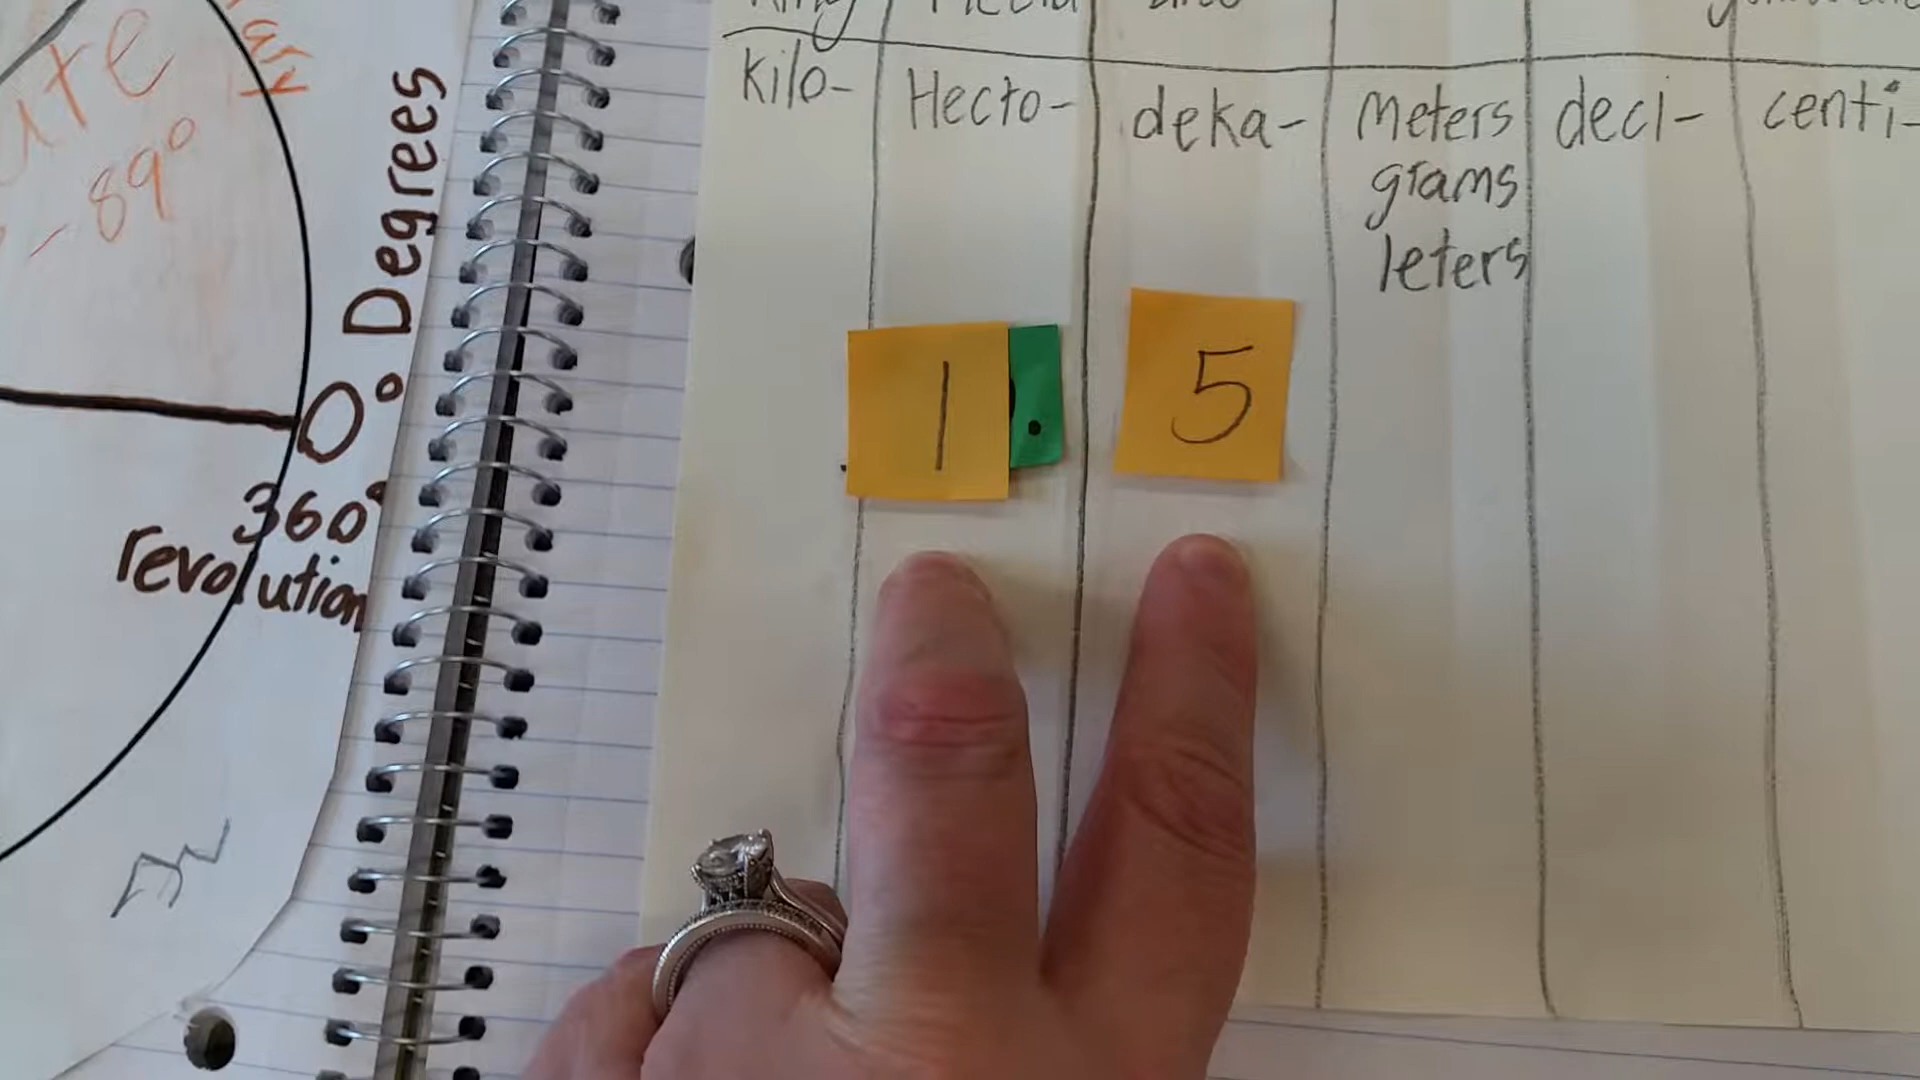 kilo-
Hecto-
deka-
Meters
grams
leters
deci-
centi-
1 . 5
- 89°
Degrees
0°
360°
revolution